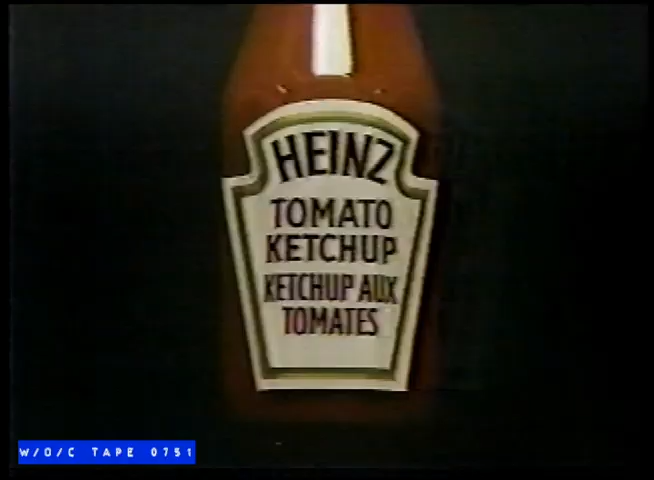 HEINZ
TOMATO
KETCHUP
KETCHUP AUX
TOMATES
W/O/C TAPE 0751